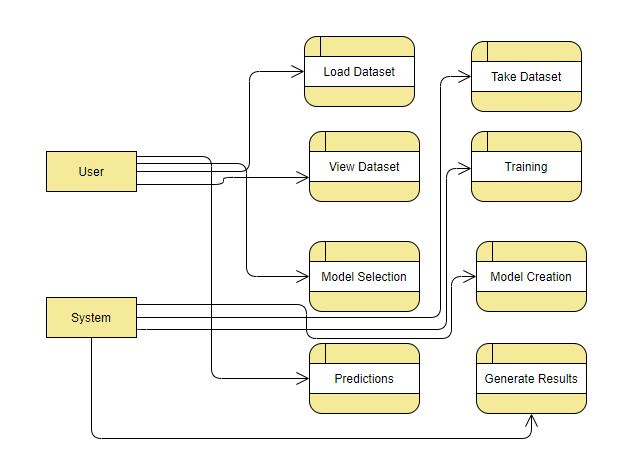 Load Dataset
Take Dataset
User
View Dataset
Training
Model Selection
Model Creation
System
Predictions
Generate Results